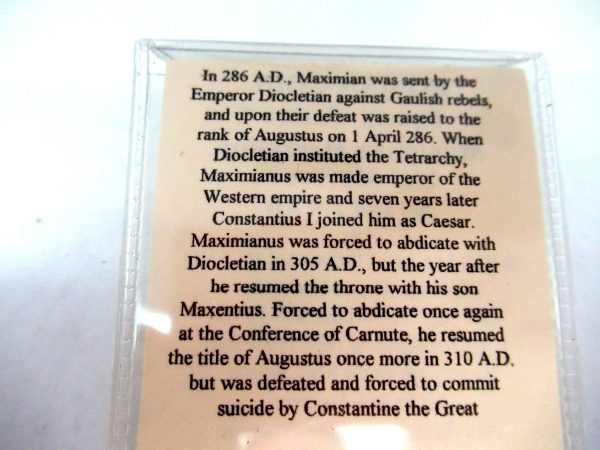 In 286 A.D., Maximian was sent by the
Emperor Diocletian against Gaulish rebels,
and upon their defeat was raised to the
rank of Augustus on 1 April 286. When
Diocletian instituted the Tetrarchy,
Maximianus was made emperor of the
Western empire and seven years later
Constantius I joined him as Caesar.
Maximianus was forced to abdicate with
Diocletian in 305 A.D., but the year after
he resumed the throne with his son
Maxentius. Forced to abdicate once again
at the Conference of Carnute, he resumed
the title of Augustus once more in 310 A.D.
but was defeated and forced to commit
suicide by Constantine the Great